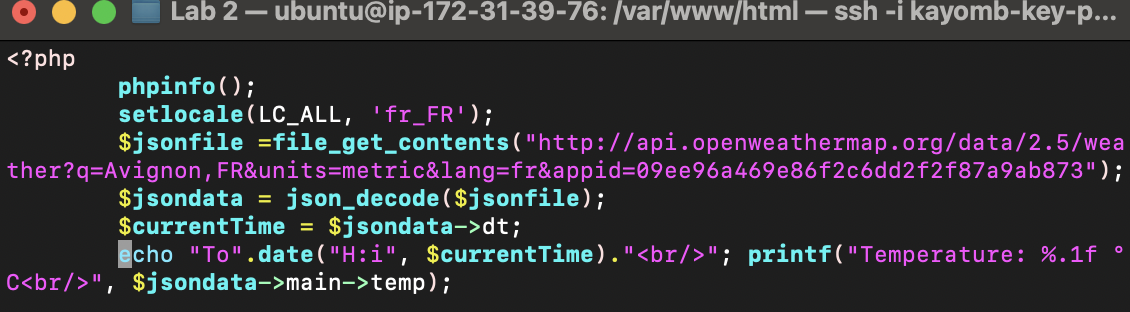 Lab 2 — ubuntu@ip-172-31-39-76: /var/www/html — ssh -i kayomb-key-p...
<?php
phpinfo();
setlocale(LC_ALL, 'fr_FR');
$jsonfile =file_get_contents("http://api.openweathermap.org/data/2.5/wea
ther?q=Avignon,FR&units=metric&lang=fr&appid=09ee96a469e86f2c6dd2f2f87a9ab873");
$jsondata = json_decode($jsonfile);
$currentTime = $jsondata->dt;
echo "To".date("H:i", $currentTime)."<br/>"; printf("Temperature: %.1f °
C<br/>", $jsondata->main->temp);